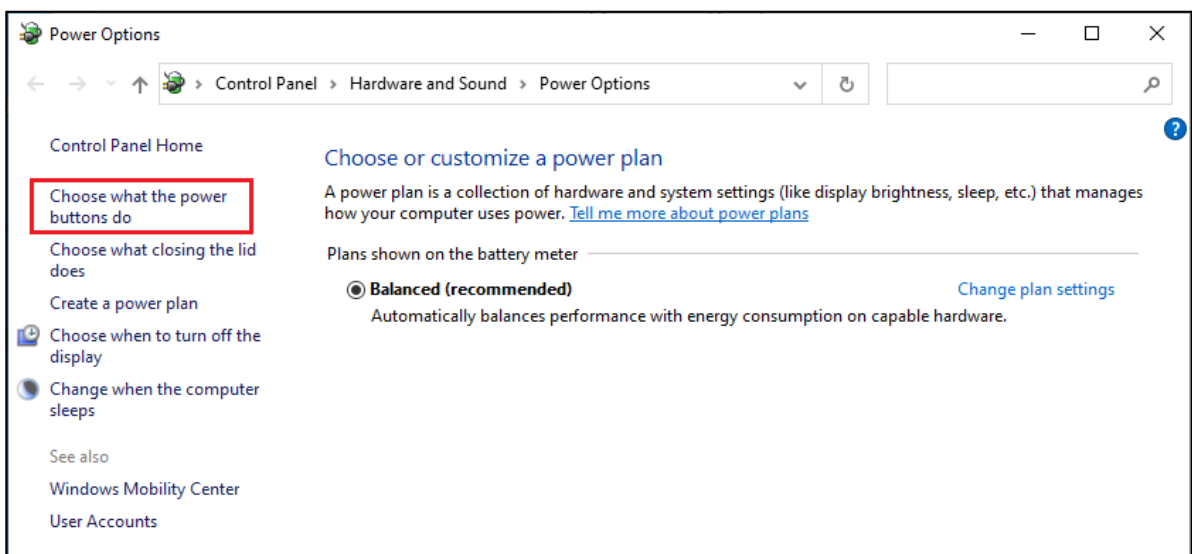 Power Options
Control Panel > Hardware and Sound > Power Options
Control Panel Home
Choose what the power
buttons do
Choose what closing the lid
does
Create a power plan
Choose when to turn off the
display
Change when the computer
sleeps
See also
Windows Mobility Center
User Accounts
Choose or customize a power plan
A power plan is a collection of hardware and system settings (like display brightness, sleep, etc.) that manages
how your computer uses power. Tell me more about power plans
Plans shown on the battery meter
Balanced (recommended) Change plan settings
Automatically balances performance with energy consumption on capable hardware.